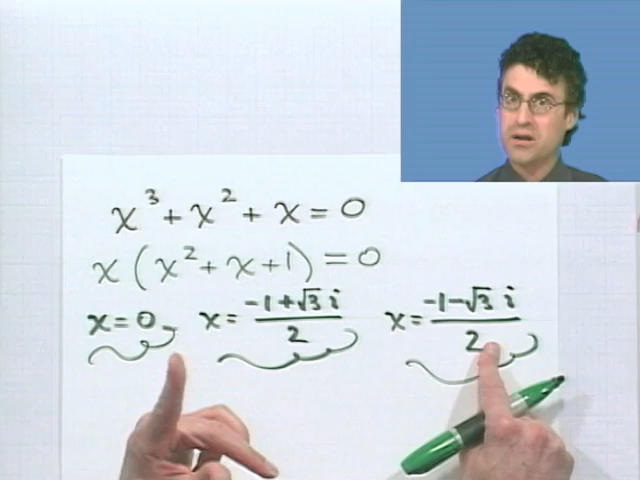 x³ + x² + x = 0
x(x² + x + 1) = 0
x = 0, x = (-1 + √3 i)/2 x = (-1 - √3 i)/2